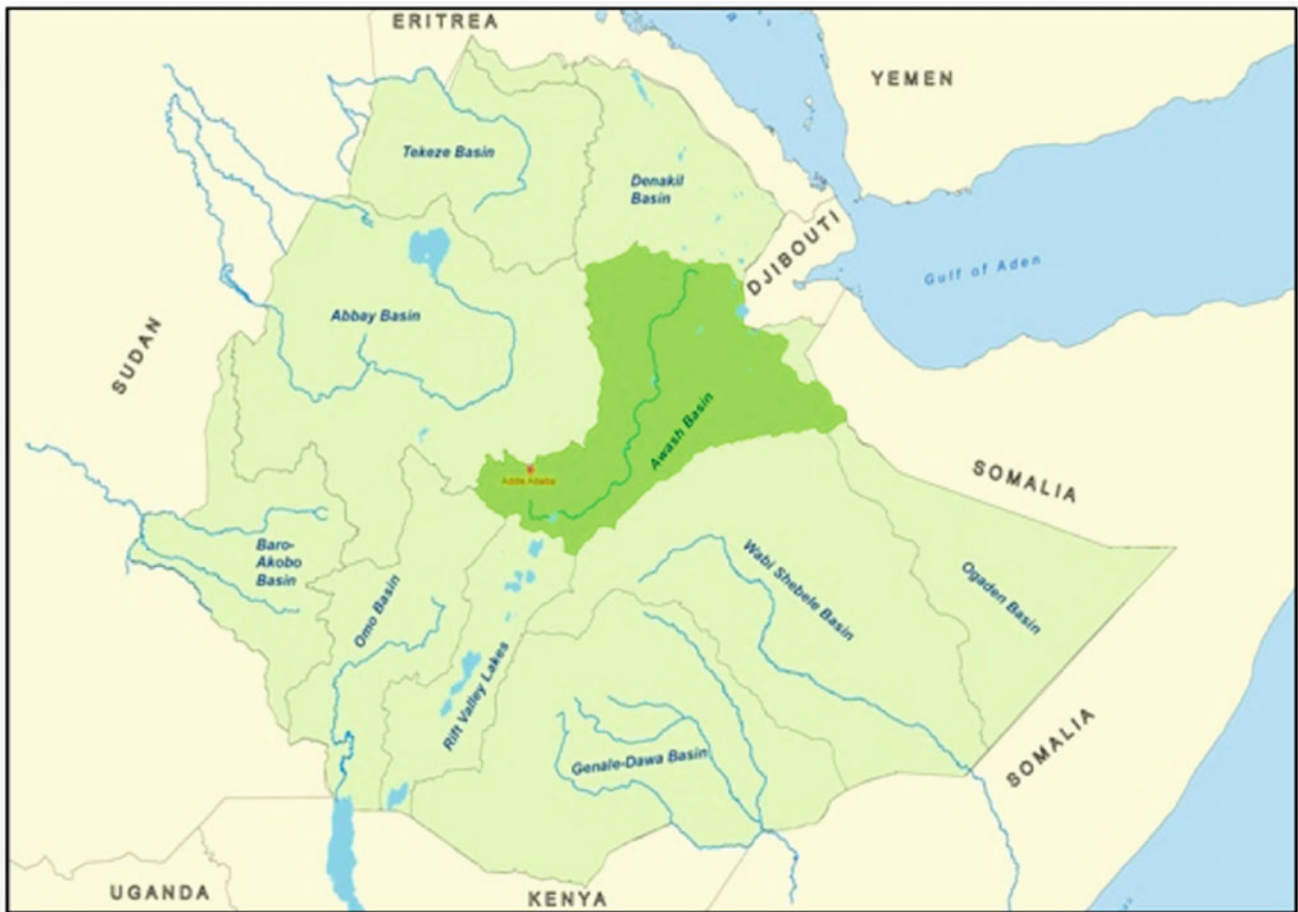 ERITREA
YEMEN
Tekeze Basin
Denakil
Basin
DJIBOUTI
Gulf of Aden
Abbay Basin
SUDAN
Awash Basin
SOMALIA
Addis Ababa
Baro-
Akobo
Basin
Omo Basin
Wabi Shebele Basin
Ogaden Basin
Rift Valley Lakes
Genale-Dawa Basin
SOMALIA
UGANDA
KENYA